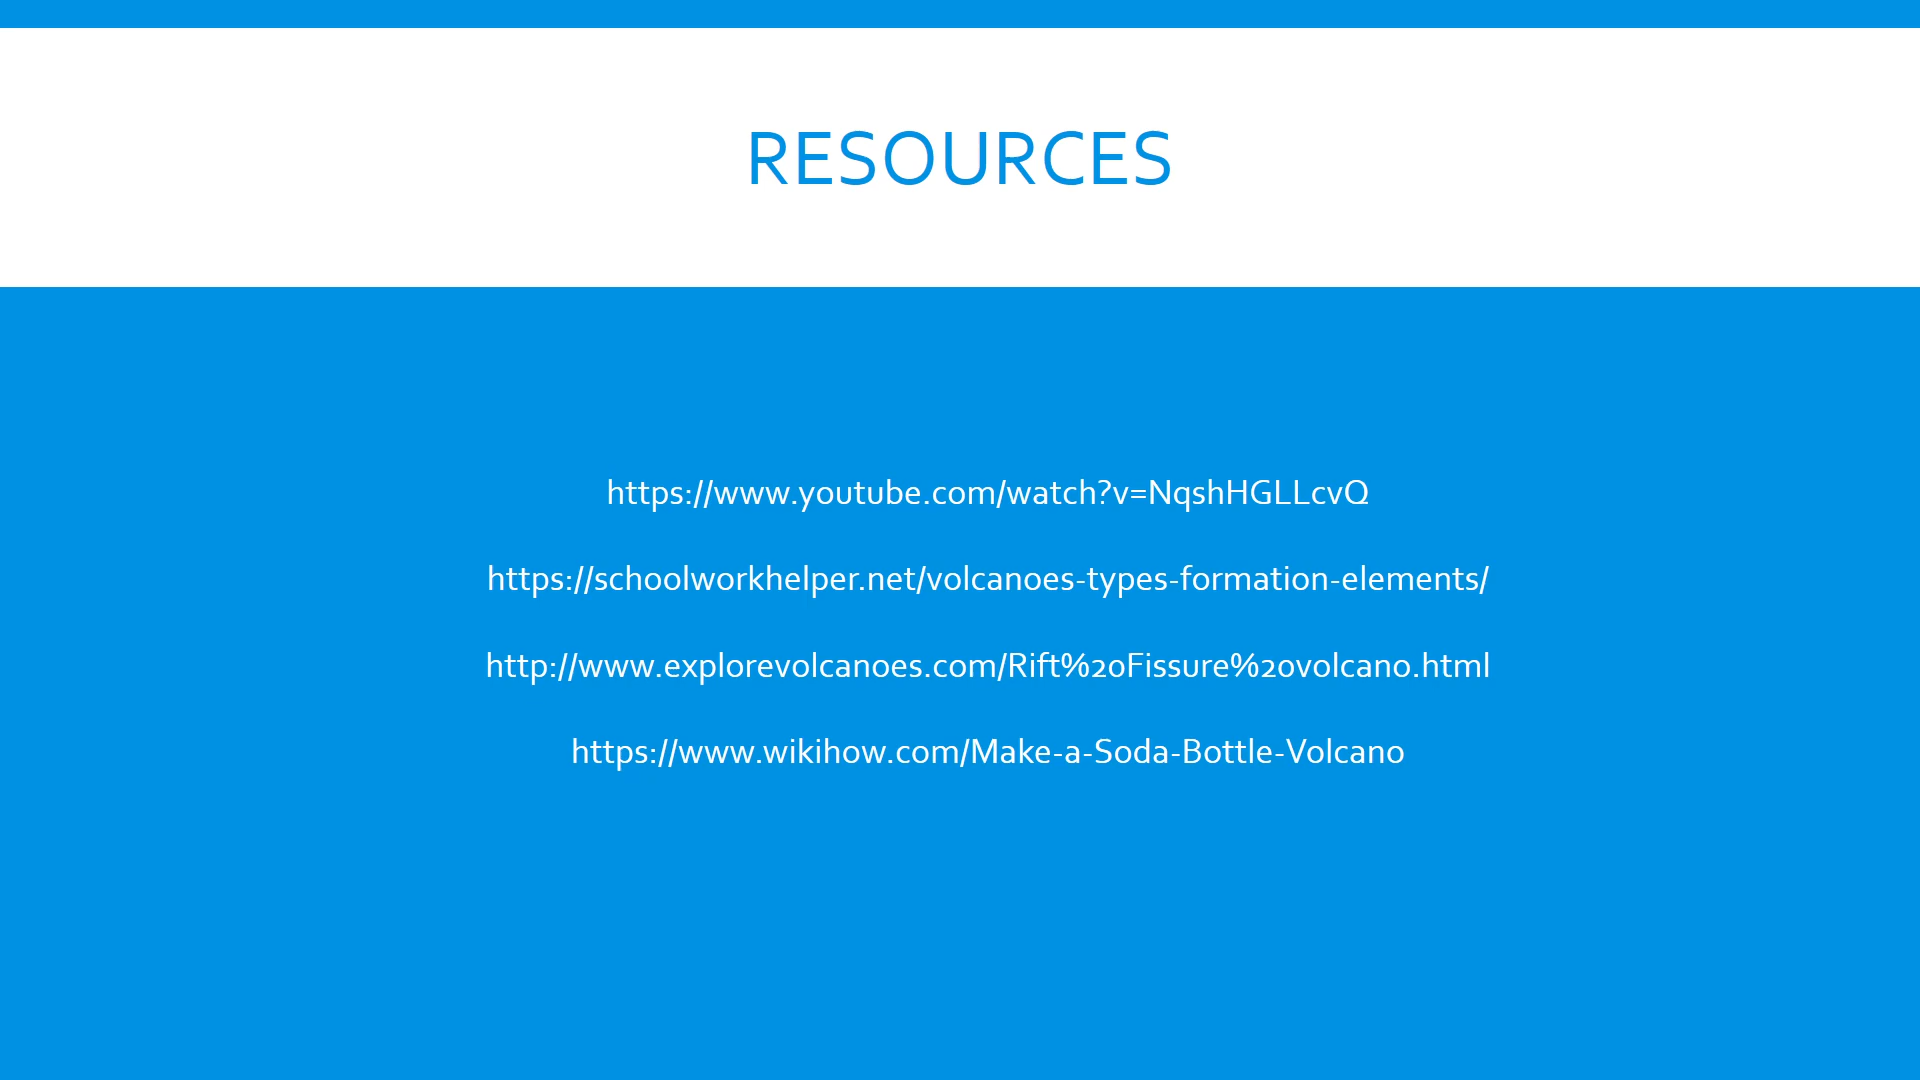 RESOURCES
https://www.youtube.com/watch?v=NqshHGLLcvQ
https://schoolworkhelper.net/volcanoes-types-formation-elements/
http://www.explorevolcanoes.com/Rift%20Fissure%20volcano.html
https://www.wikihow.com/Make-a-Soda-Bottle-Volcano